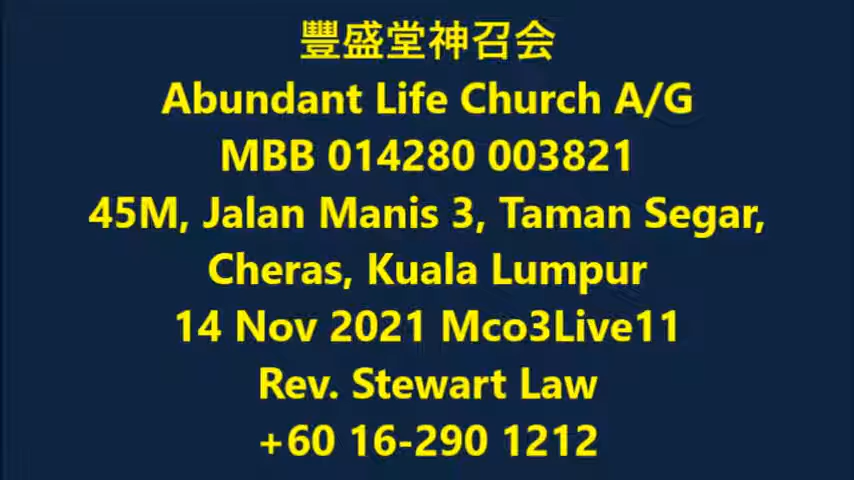 豐盛堂神召会
Abundant Life Church A/G
MBB 014280 003821
45M, Jalan Manis 3, Taman Segar,
Cheras, Kuala Lumpur
14 Nov 2021 Mco3Live11
Rev. Stewart Law
+60 16-290 1212